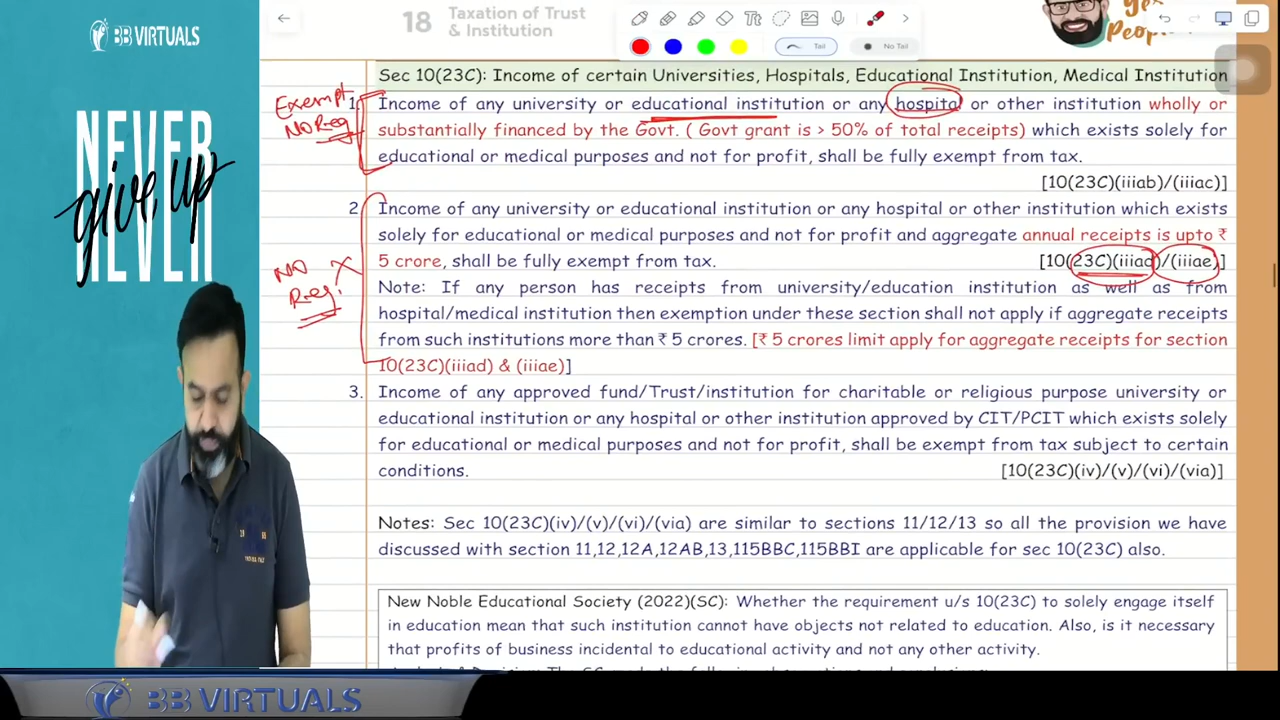 BB VIRTUALS
18
Taxation of Trust
& Institution
Tt
People
Tail
No Tail
NEVER
give up
NEVER
Sec 10(23C): Income of certain Universities, Hospitals, Educational Institution, Medical Institution
Exempt
No Reg
1. Income of any university or educational institution or any hospital or other institution wholly or
substantially financed by the Govt. ( Govt grant is > 50% of total receipts) which exists solely for
educational or medical purposes and not for profit, shall be fully exempt from tax.
[10(23C)(iiiab)/(iiiac)]
2 Income of any university or educational institution or any hospital or other institution which exists
solely for educational or medical purposes and not for profit and aggregate annual receipts is upto ₹
5 crore, shall be fully exempt from tax. [10(23C)(iiiad)/(iiiae)]
NO
Reg.
Note: If any person has receipts from university/education institution as well as from
hospital/medical institution then exemption under these section shall not apply if aggregate receipts
from such institutions more than ₹ 5 crores. [₹ 5 crores limit apply for aggregate receipts for section
10(23C)(iiiad) & (iiiae)]
3. Income of any approved fund/Trust/institution for charitable or religious purpose university or
educational institution or any hospital or other institution approved by CIT/PCIT which exists solely
for educational or medical purposes and not for profit, shall be exempt from tax subject to certain
conditions. [10(23C)(iv)/(v)/(vi)/(via)]
Notes: Sec 10(23C)(iv)/(v)/(vi)/(via) are similar to sections 11/12/13 so all the provision we have
discussed with section 11,12,12A,12AB,13,115BBC,115BBI are applicable for sec 10(23C) also.
New Noble Educational Society (2022)(SC): Whether the requirement u/s 10(23C) to solely engage itself
in education mean that such institution cannot have objects not related to education. Also, is it necessary
that profits of business incidental to educational activity and not any other activity.
BB VIRTUALS